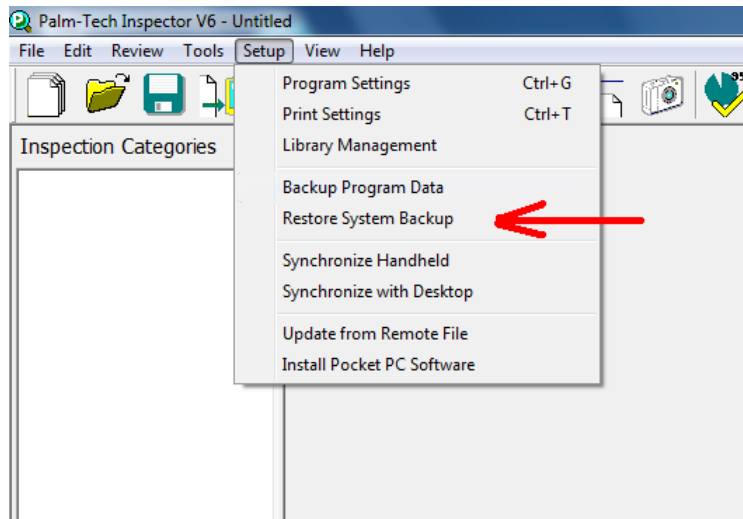 Palm-Tech Inspector V6 - Untitled
File Edit Review Tools Setup View Help
Inspection Categories
Program Settings Ctrl+G
Print Settings Ctrl+T
Library Management
Backup Program Data
Restore System Backup
Synchronize Handheld
Synchronize with Desktop
Update from Remote File
Install Pocket PC Software